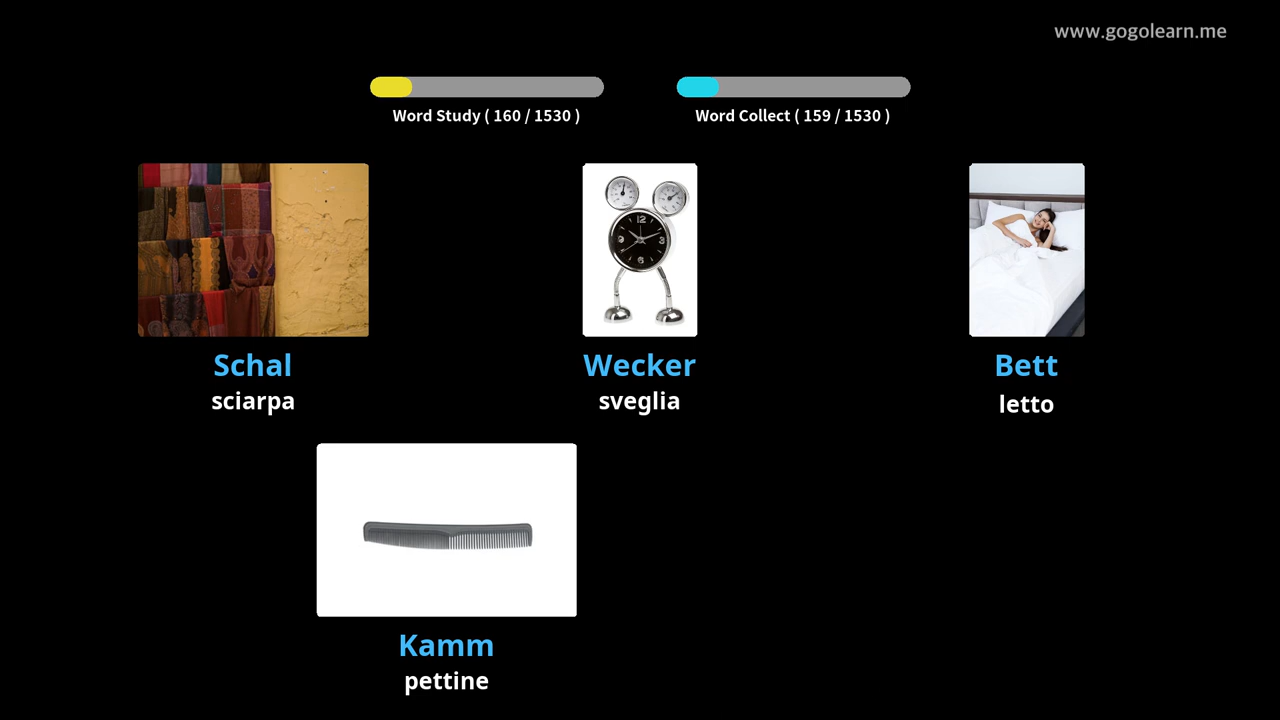 www.gogolearn.me
Word Study ( 160 / 1530 )
Word Collect ( 159 / 1530 )
Schal
sciarpa
Wecker
sveglia
Bett
letto
Kamm
pettine